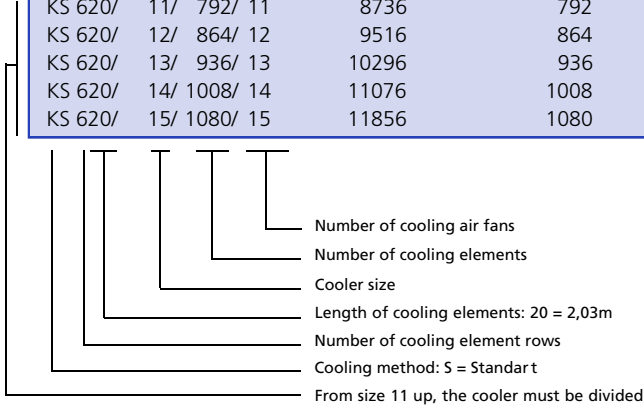 KS 620/ 11/ 792/ 11 8736 792
KS 620/ 12/ 864/ 12 9516 864
KS 620/ 13/ 936/ 13 10296 936
KS 620/ 14/ 1008/ 14 11076 1008
KS 620/ 15/ 1080/ 15 11856 1080
Number of cooling air fans
Number of cooling elements
Cooler size
Length of cooling elements: 20 = 2,03m
Number of cooling element rows
Cooling method: S = Standart
From size 11 up, the cooler must be divided